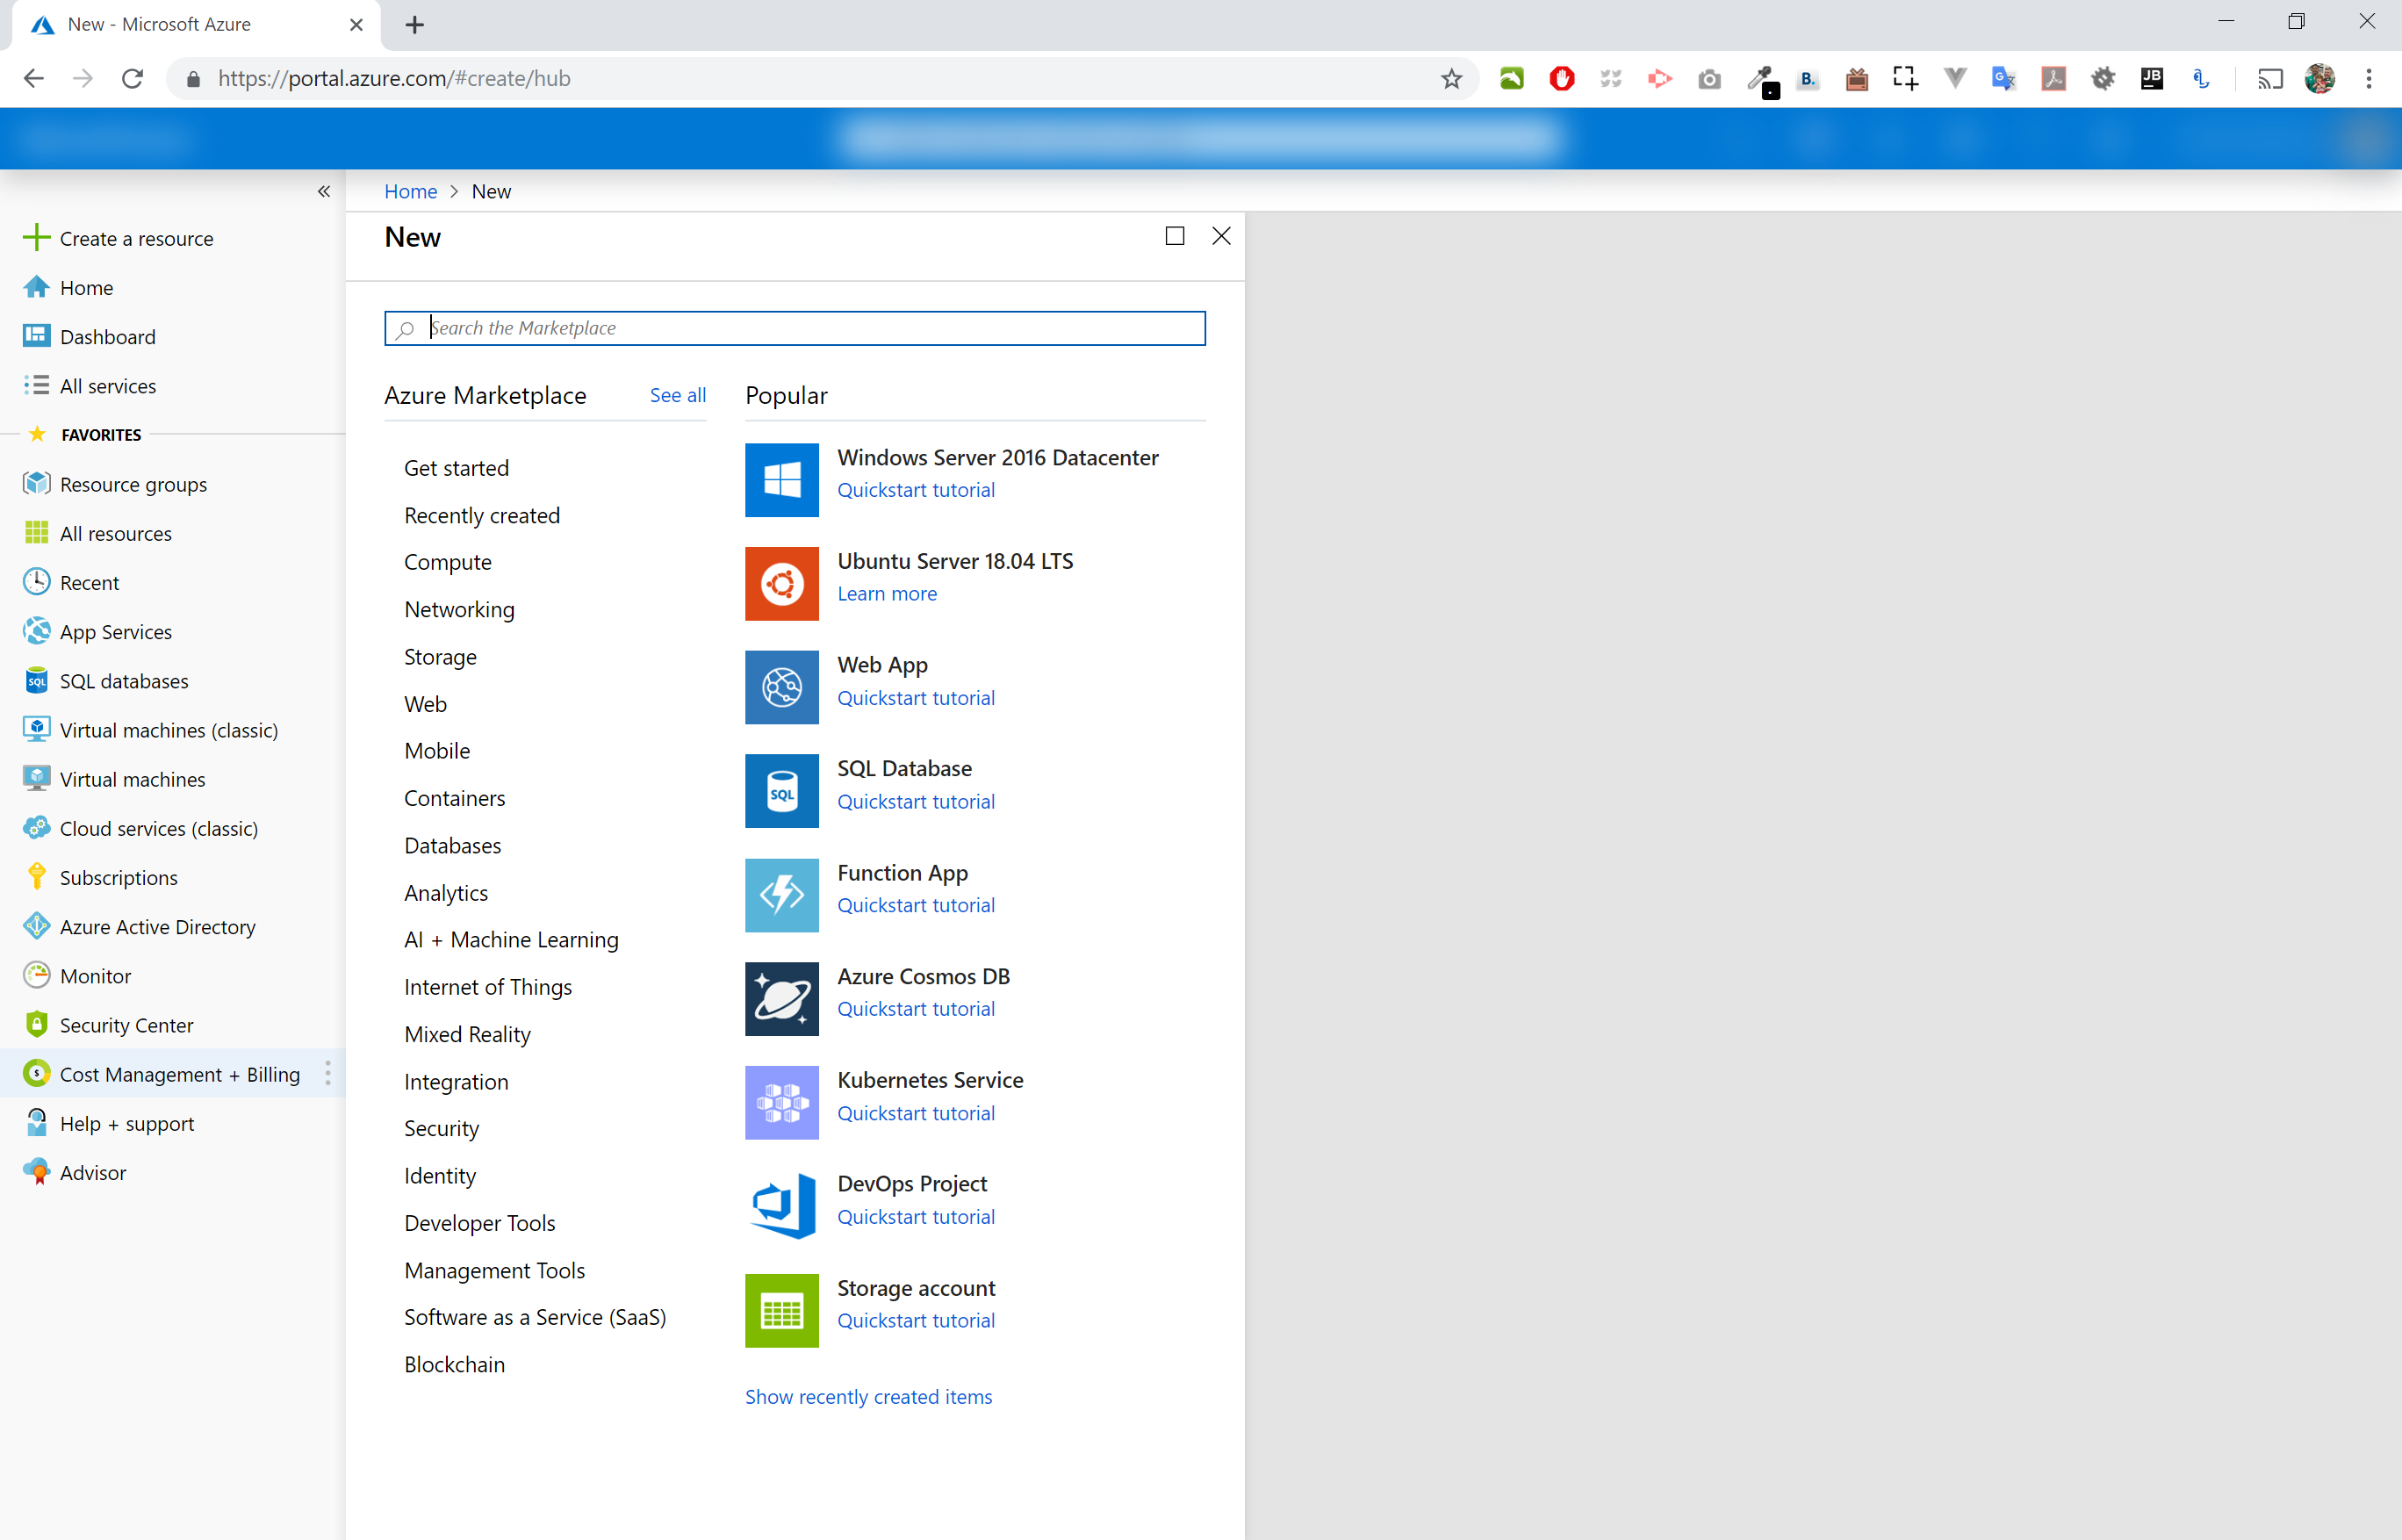 New - Microsoft Azure
https://portal.azure.com/#create/hub
B.
JB
Home > New
New
Search the Marketplace
Create a resource
Home
Dashboard
All services
FAVORITES
Resource groups
All resources
Recent
App Services
SQL databases
Virtual machines (classic)
Virtual machines
Cloud services (classic)
Subscriptions
Azure Active Directory
Monitor
Security Center
Cost Management + Billing
Help + support
Advisor
Azure Marketplace See all
Get started
Recently created
Compute
Networking
Storage
Web
Mobile
Containers
Databases
Analytics
AI + Machine Learning
Internet of Things
Mixed Reality
Integration
Security
Identity
Developer Tools
Management Tools
Software as a Service (SaaS)
Blockchain
Popular
Windows Server 2016 Datacenter
Quickstart tutorial
Ubuntu Server 18.04 LTS
Learn more
Web App
Quickstart tutorial
SQL
SQL Database
Quickstart tutorial
Function App
Quickstart tutorial
Azure Cosmos DB
Quickstart tutorial
Kubernetes Service
Quickstart tutorial
DevOps Project
Quickstart tutorial
Storage account
Quickstart tutorial
Show recently created items